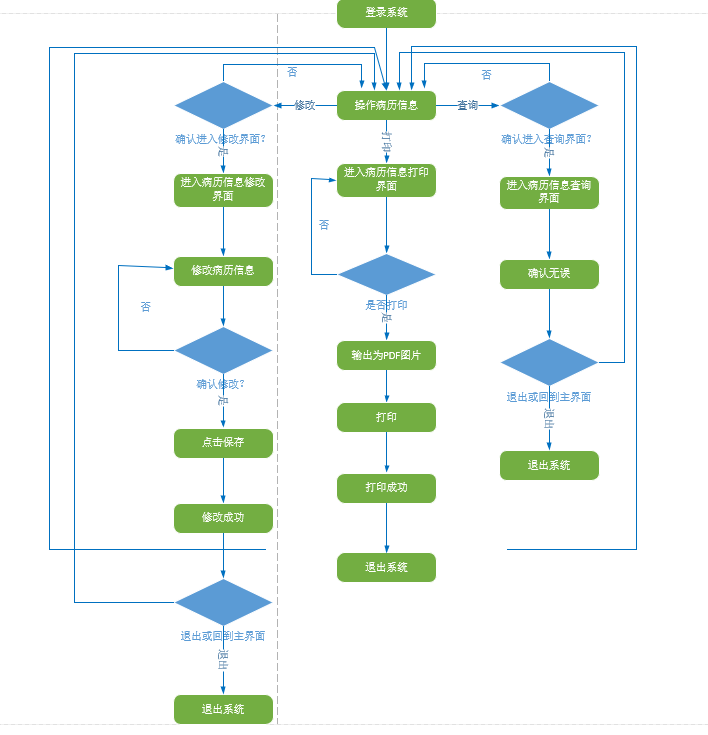 登录系统
否
否
修改
操作病历信息
查询
确认进入修改界面？
是
打印
确认进入查询界面？
是
进入病历信息修改
界面
进入病历信息打印
界面
进入病历信息查询
界面
否
修改病历信息
确认无误
否
是否打印
是
输出为PDF图片
确认修改？
是
退出或回到主界面
退出
点击保存
打印
退出系统
修改成功
打印成功
退出系统
退出或回到主界面
退出
退出系统